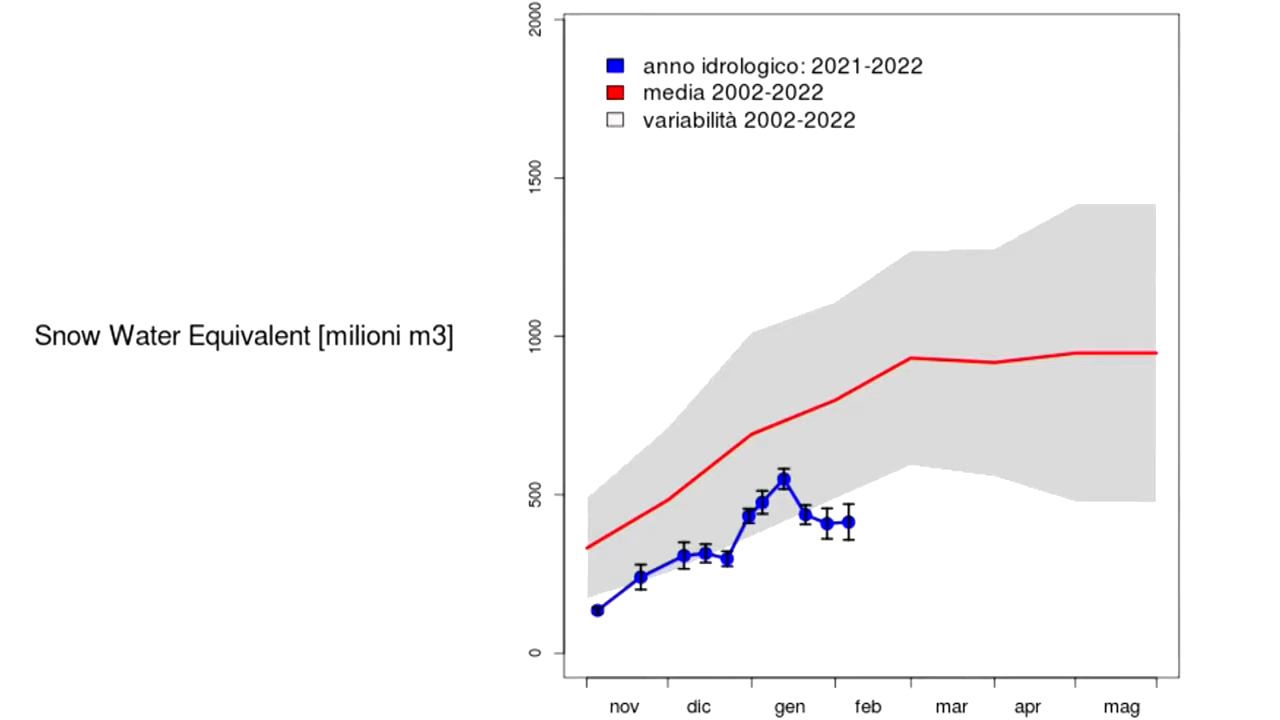 2000
anno idrologico: 2021-2022
media 2002-2022
variabilità 2002-2022
1500
Snow Water Equivalent [milioni m3]
1000
500
0
nov dic gen feb mar apr mag